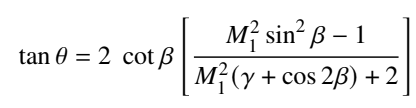 tan θ = 2 cot β [ (M₁² sin² β − 1) / (M₁² (γ + cos 2β) + 2) ]